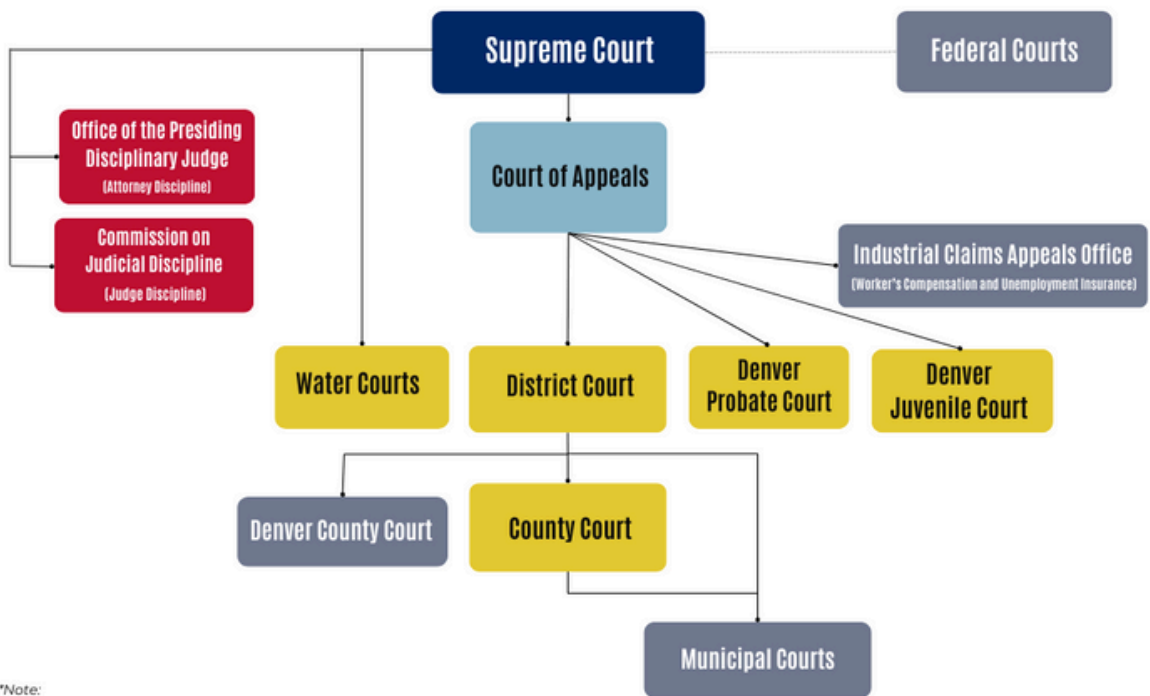 Supreme Court
Federal Courts
Office of the Presiding
Disciplinary Judge
(Attorney Discipline)
Court of Appeals
Commission on
Judicial Discipline
(Judge Discipline)
Industrial Claims Appeals Office
(Worker's Compensation and Unemployment Insurance)
Water Courts
District Court
Denver
Probate Court
Denver
Juvenile Court
Denver County Court
County Court
Municipal Courts
*Note: